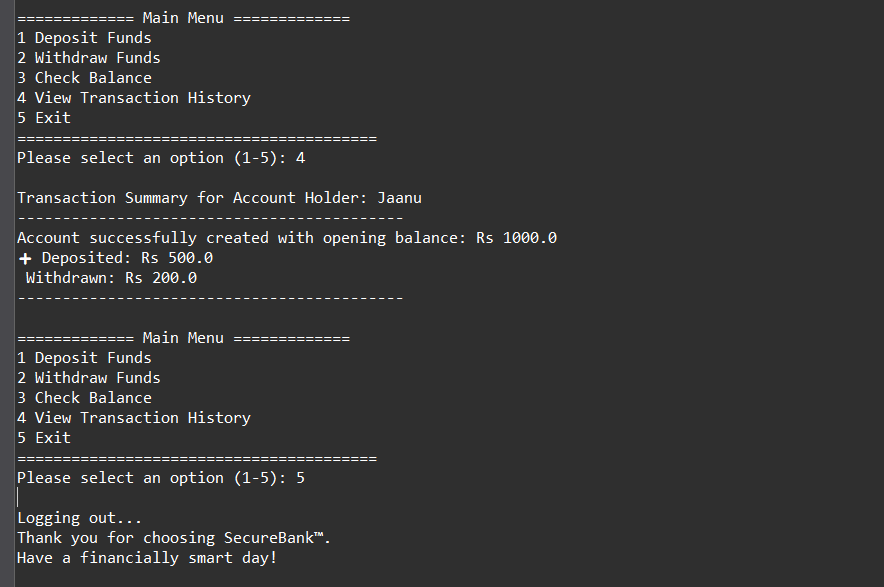 ============= Main Menu =============
1 Deposit Funds
2 Withdraw Funds
3 Check Balance
4 View Transaction History
5 Exit
========================================
Please select an option (1-5): 4
Transaction Summary for Account Holder: Jaanu
-------------------------------------------
Account successfully created with opening balance: Rs 1000.0
➕ Deposited: Rs 500.0
Withdrawn: Rs 200.0
-------------------------------------------
============= Main Menu =============
1 Deposit Funds
2 Withdraw Funds
3 Check Balance
4 View Transaction History
5 Exit
========================================
Please select an option (1-5): 5
Logging out...
Thank you for choosing SecureBank™.
Have a financially smart day!